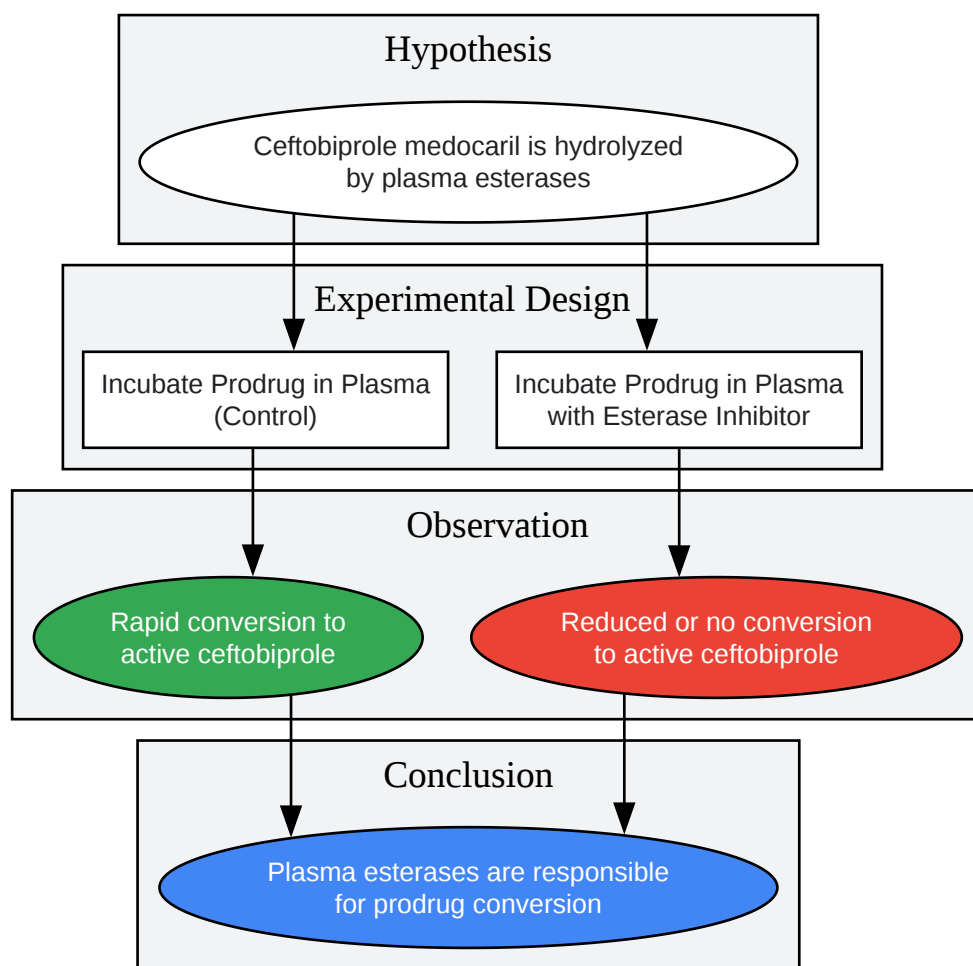 Hypothesis
Ceftobiprole medocaril is hydrolyzed
by plasma esterases
Experimental Design
Incubate Prodrug in Plasma
(Control)
Incubate Prodrug in Plasma
with Esterase Inhibitor
Observation
Rapid conversion to
active ceftobiprole
Reduced or no conversion
to active ceftobiprole
Conclusion
Plasma esterases are responsible
for prodrug conversion